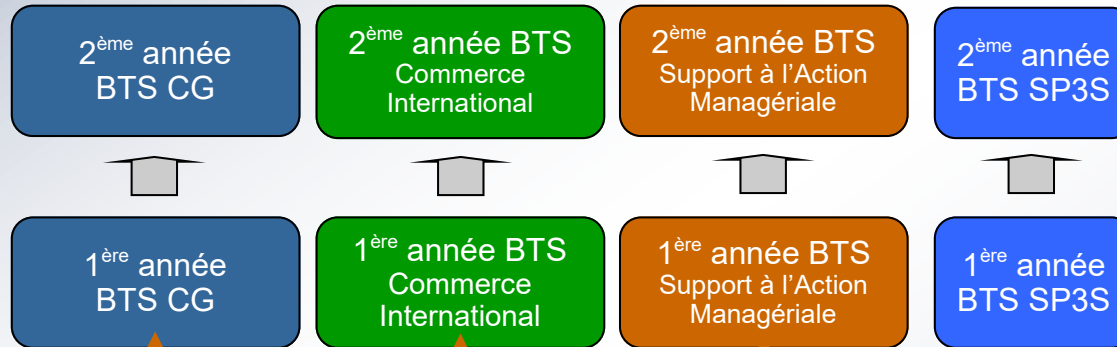 2ème année
BTS CG
2ème année BTS
Commerce
International
2ème année BTS
Support à l'Action
Managériale
2ème année
BTS SP3S
1ère année
BTS CG
1ère année BTS
Commerce
International
1ère année BTS
Support à l'Action
Managériale
1ère année
BTS SP3S